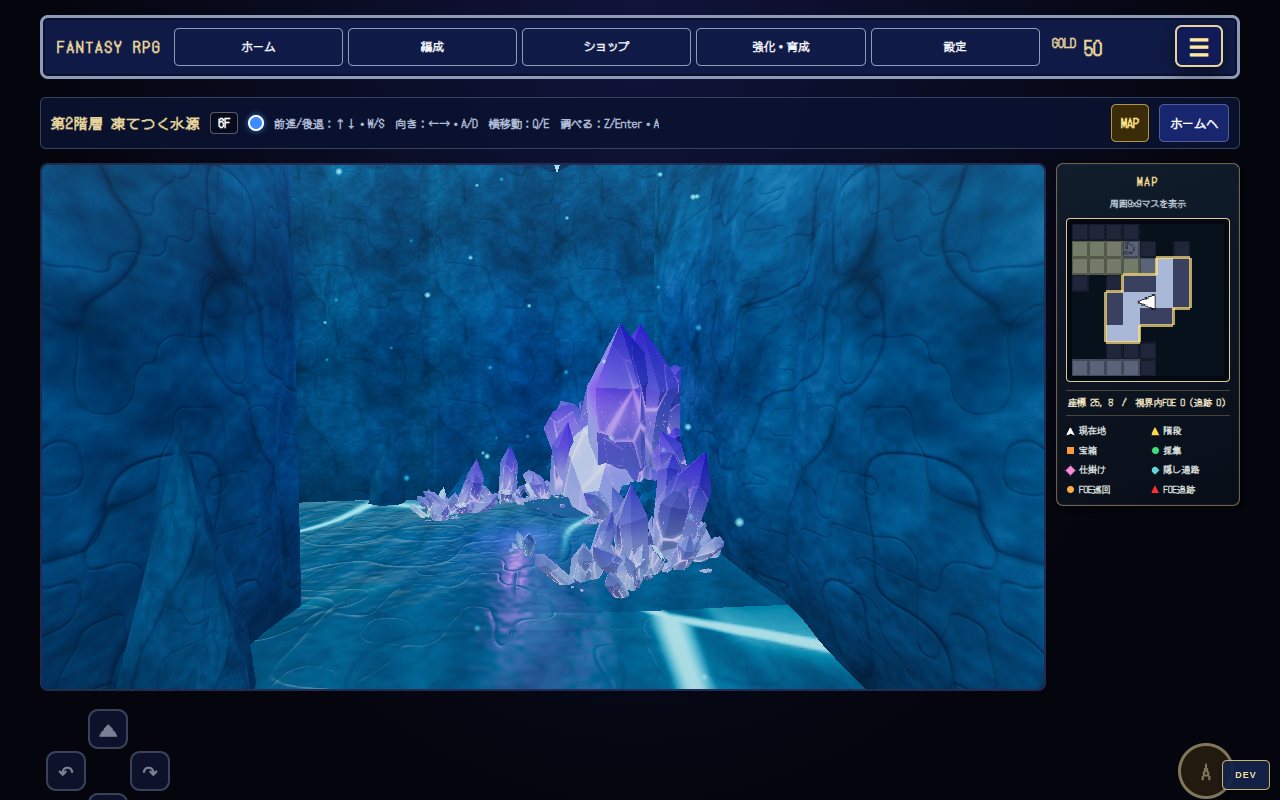 FANTASY RPG
ホーム
編成
ショップ
強化・育成
設定
GOLD 50
第2階層 凍てつく水源
6F
前進/後退：↑↓・W/S 向き：←→・A/D 横移動：Q/E 調べる：Z/Enter・A
MAP
ホームへ
MAP
周囲9x9マスを表示
座標 25, 8 / 視界内FOE 0 (追跡 0)
現在地
階段
宝箱
採集
仕掛け
隠し通路
FOE巡回
FOE追跡
A
DEV